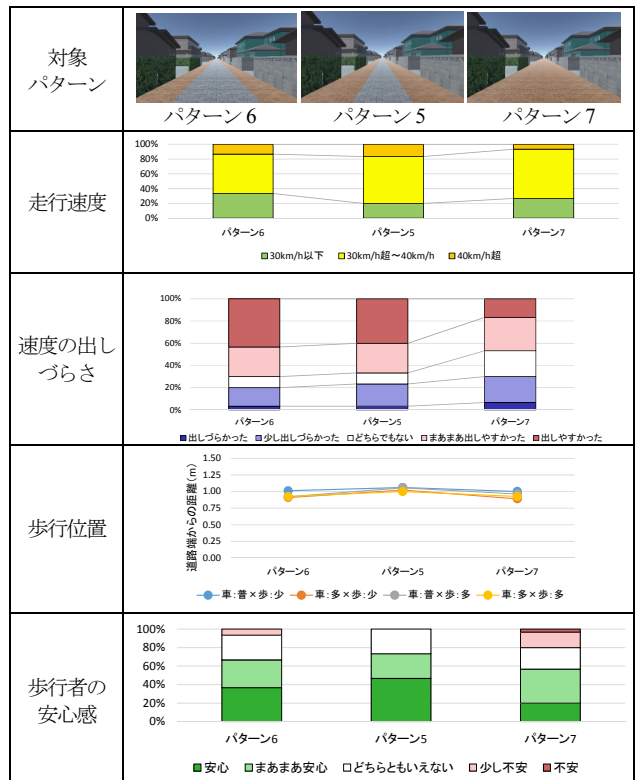 対象
パターン
パターン 6
パターン 5
パターン 7
走行速度
100%
80%
60%
40%
20%
0%
パターン6
パターン5
パターン7
30km/h以下
30km/h超～40km/h
40km/h超
速度の出し
づらさ
100%
80%
60%
40%
20%
0%
パターン6
パターン5
パターン7
出しづらかった
少し出しづらかった
どちらでもない
まあまあ出しやすかった
出しやすかった
歩行位置
道路端からの距離(m)
1.50
1.25
1.00
0.75
0.50
0.25
0.00
パターン6
パターン5
パターン7
車:普×歩:少
車:多×歩:少
車:普×歩:多
車:多×歩:多
歩行者の
安心感
100%
80%
60%
40%
20%
0%
パターン6
パターン5
パターン7
安心
まあまあ安心
どちらともいえない
少し不安
不安